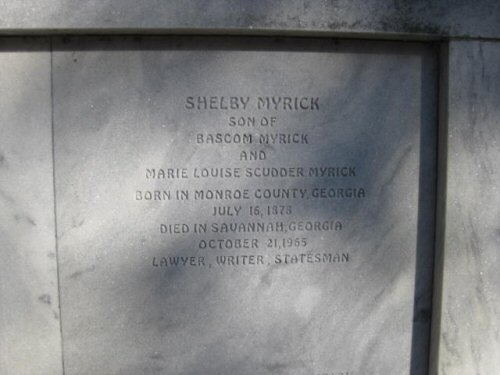 SHELBY MYRICK
SON OF
BASCOM MYRICK
AND
MARIE LOUISE SCUDDER MYRICK
BORN IN MONROE COUNTY, GEORGIA
JULY 16, 1878
DIED IN SAVANNAH, GEORGIA
OCTOBER 21, 1965
LAWYER, WRITER, STATESMAN